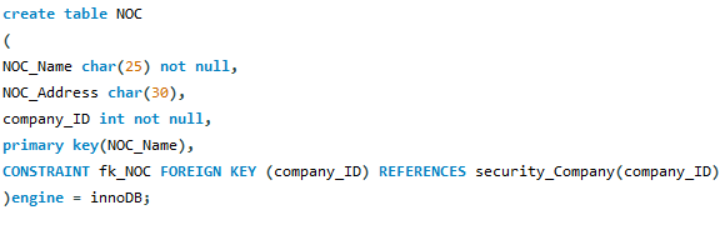 create table NOC
(
NOC_Name char(25) not null,
NOC_Address char(30),
company_ID int not null,
primary key(NOC_Name),
CONSTRAINT fk_NOC FOREIGN KEY (company_ID) REFERENCES security_Company(company_ID)
)engine = innoDB;